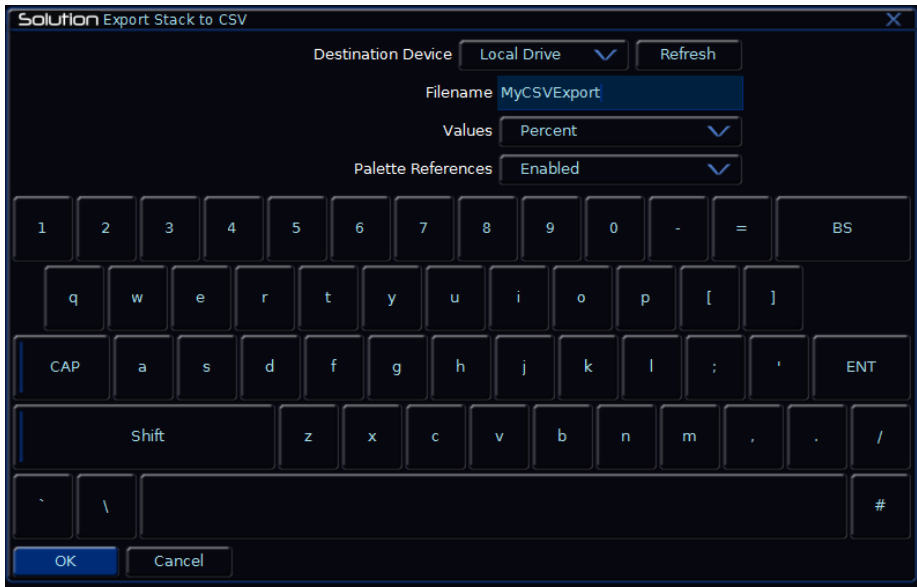 Solution Export Stack to CSV X
Destination Device Local Drive Refresh
Filename MyCSVExport
Values Percent
Palette References Enabled
1 2 3 4 5 6 7 8 9 0 - = BS
q w e r t y u i o p [ ]
CAP a s d f g h j k l ; ' ENT
Shift z x c v b n m , . /
` \ #
OK Cancel